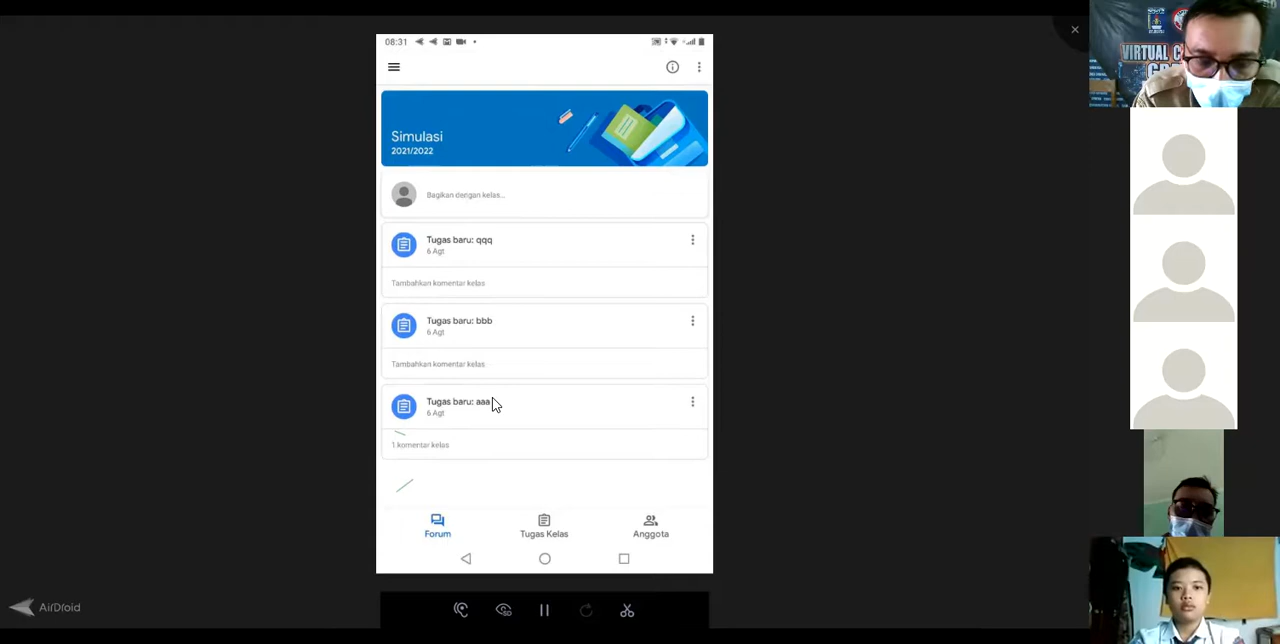 08:31
Simulasi
2021/2022
Bagikan dengan kelas...
Tugas baru: qqq
6 Agt
Tambahkan komentar kelas
Tugas baru: bbb
6 Agt
Tambahkan komentar kelas
Tugas baru: aaa
6 Agt
1 komentar kelas
Forum
Tugas Kelas
Anggota
AirDroid
VIRTUAL